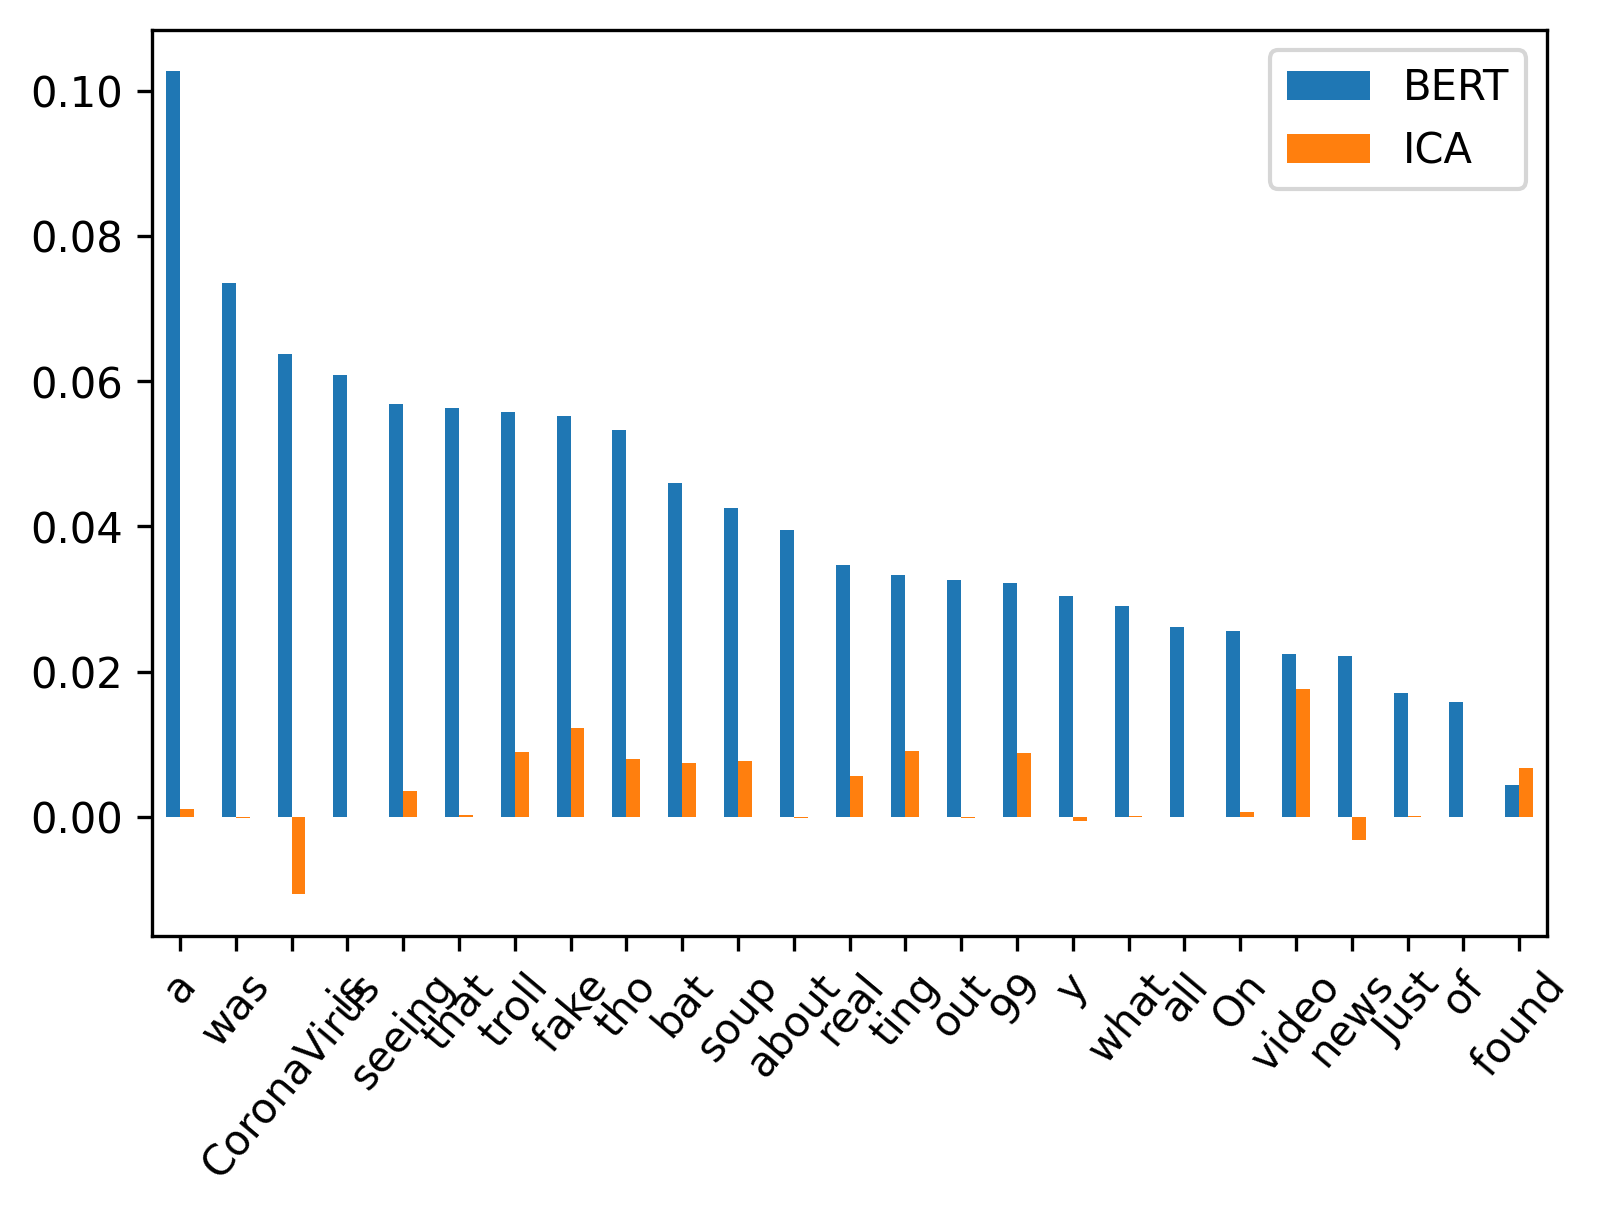 0.10
0.08
0.06
0.04
0.02
0.00
BERT
ICA
a
was
CoronaVirus
is
seeing
that
troll
fake
tho
bat
soup
about
real
ting
out
99
y
what
all
On
video
news
Just
of
found